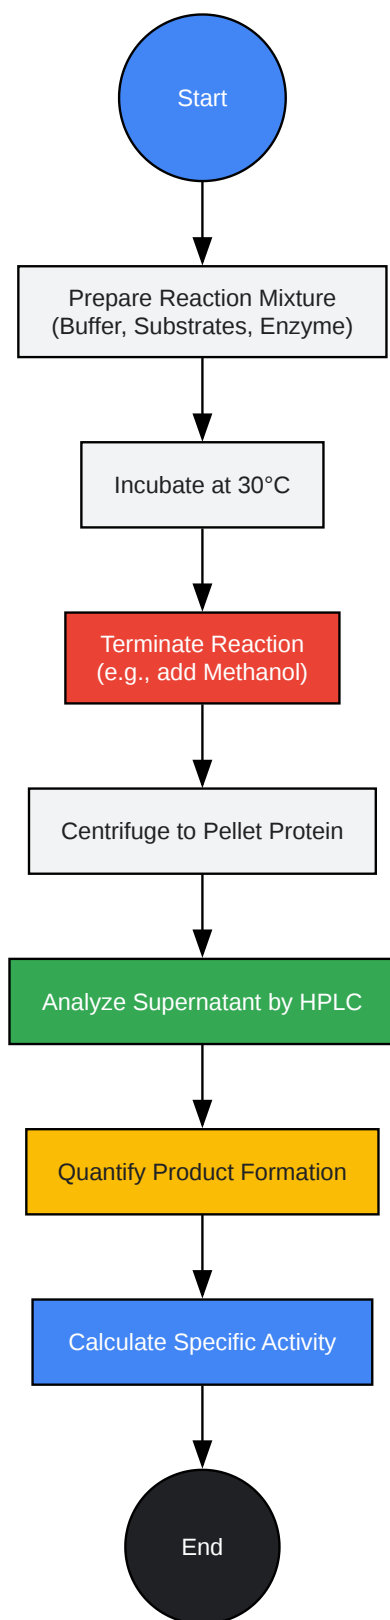 Start
Prepare Reaction Mixture
(Buffer, Substrates, Enzyme)
Incubate at 30°C
Terminate Reaction
(e.g., add Methanol)
Centrifuge to Pellet Protein
Analyze Supernatant by HPLC
Quantify Product Formation
Calculate Specific Activity
End